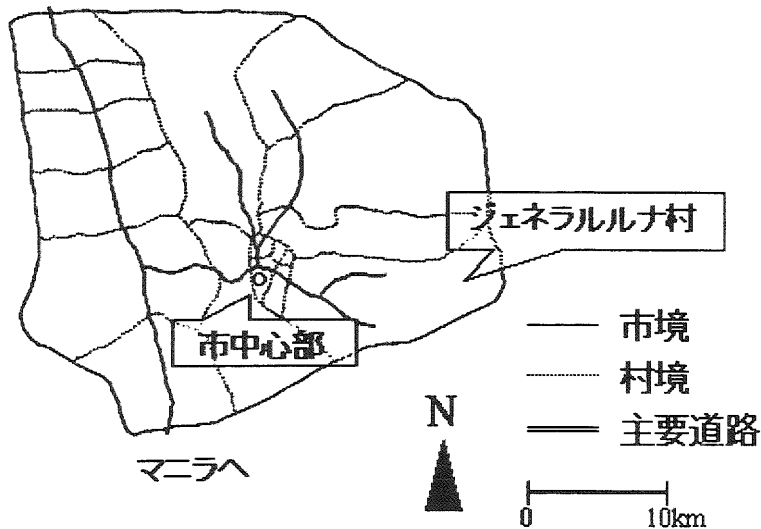 ジェネラルルナ村
市中心部
市境
村境
主要道路
N
マニラへ
0 10km